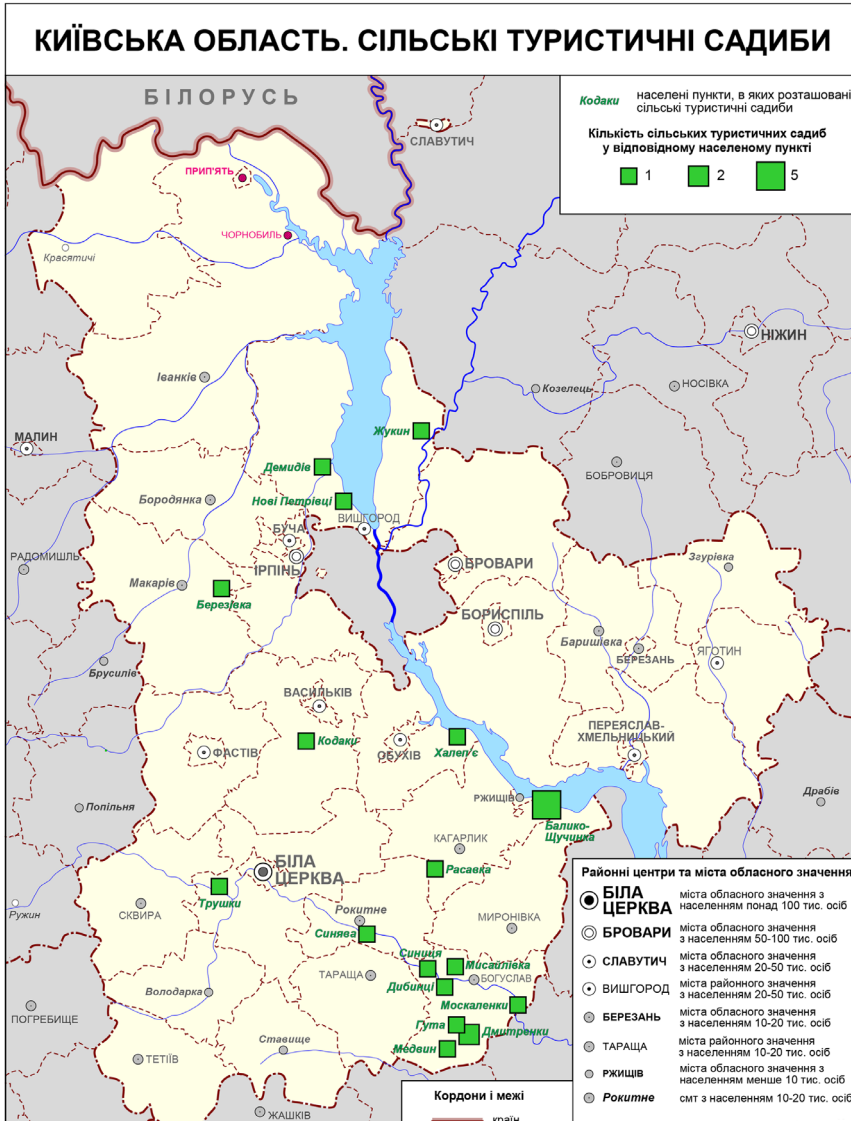 КИЇВСЬКА ОБЛАСТЬ. СІЛЬСЬКІ ТУРИСТИЧНІ САДИБИ
БІЛОРУСЬ
Кодаки
населені пункти, в яких розташовані
сільські туристичні садиби
Кількість сільських туристичних садиб
у відповідному населеному пункті
1
2
5
СЛАВУТИЧ
ПРИП'ЯТЬ
ЧОРНОБИЛЬ
Красятичі
НІЖИН
Іванків
Козелець
НОСІВКА
МАЛИН
Жукин
Демидів
БОБРОВИЦЯ
Бородянка
Нові Петрівці
ВИШГОРОД
БУЧА
РАДОМИШЛЬ
ІРПІНЬ
БРОВАРИ
Згурівка
Макарів
Березівка
БОРИСПІЛЬ
Баришівка
БЕРЕЗАНЬ
ЯГОТИН
Брусилів
ВАСИЛЬКІВ
ПЕРЕЯСЛАВ-
ХМЕЛЬНИЦЬКИЙ
ФАСТІВ
Кодаки
ОБУХІВ
Халеп'є
Драбів
Попільня
РЖИЩІВ
Балико-
Щучинка
КАГАРЛИК
БІЛА
ЦЕРКВА
Расавка
Трушки
Ружин
СКВИРА
Рокитне
МИРОНІВКА
Синява
Синиця
Мисайлівка
ТАРАЩА
БОГУСЛАВ
Дибинці
Володарка
Москаленки
ПОГРЕБИЩЕ
Гута
Дмитренки
Ставище
Медвин
ТЕТІЇВ
ЖАШКІВ
Районні центри та міста обласного значення
БІЛА
ЦЕРКВА
міста обласного значення з
населенням понад 100 тис. осіб
БРОВАРИ
міста обласного значення
з населенням 50-100 тис. осіб
СЛАВУТИЧ
міста обласного значення
з населенням 20-50 тис. осіб
ВИШГОРОД
міста районного значення
з населенням 20-50 тис. осіб
БЕРЕЗАНЬ
міста обласного значення
з населенням 10-20 тис. осіб
ТАРАЩА
міста районного значення
з населенням 10-20 тис. осіб
РЖИЩІВ
міста обласного значення з
населенням менше 10 тис. осіб
Рокитне
смт з населенням 10-20 тис. осіб
Кордони і межі
країн